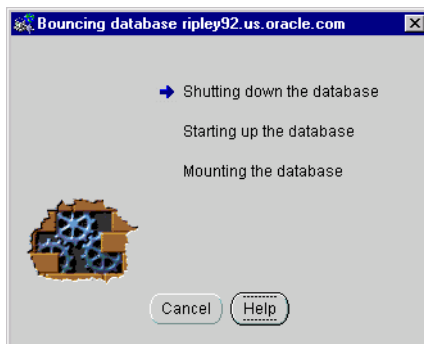 Bouncing database ripley92.us.oracle.com
Shutting down the database
Starting up the database
Mounting the database
Cancel
Help